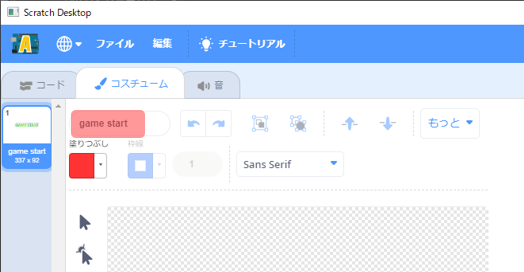 Scratch Desktop
ファイル 編集 チュートリアル
コード コスチューム 音
1
game start
game start
337 x 92
塗りつぶし 枠線
1
Sans Serif
もっと